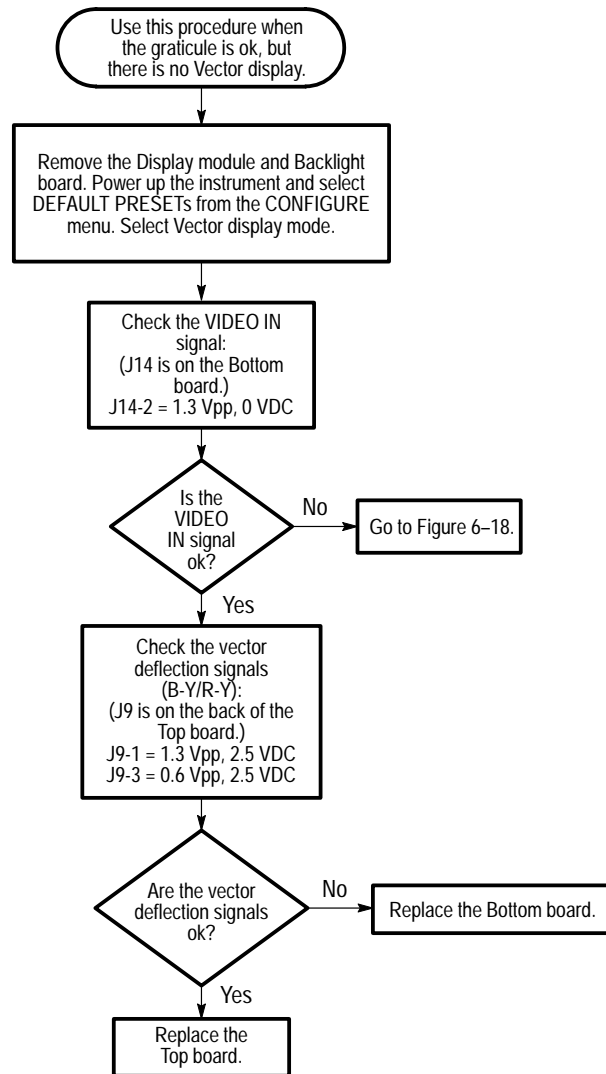 Use this procedure when
the graticule is ok, but
there is no Vector display.
Remove the Display module and Backlight
board. Power up the instrument and select
DEFAULT PRESETs from the CONFIGURE
menu. Select Vector display mode.
Check the VIDEO IN
signal:
(J14 is on the Bottom
board.)
J14-2 = 1.3 Vpp, 0 VDC
Is the
VIDEO
IN signal
ok?
No
Go to Figure 6–18.
Yes
Check the vector
deflection signals
(B-Y/R-Y):
(J9 is on the back of the
Top board.)
J9-1 = 1.3 Vpp, 2.5 VDC
J9-3 = 0.6 Vpp, 2.5 VDC
Are the vector
deflection signals
ok?
No
Replace the Bottom board.
Yes
Replace the
Top board.